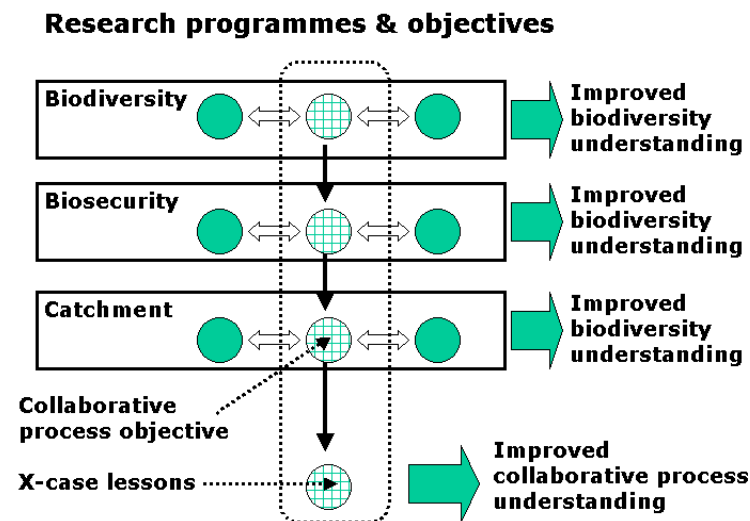 Research programmes & objectives
Biodiversity
Improved
biodiversity
understanding
Biosecurity
Improved
biodiversity
understanding
Catchment
Improved
biodiversity
understanding
Collaborative
process objective
X-case lessons
Improved
collaborative process
understanding